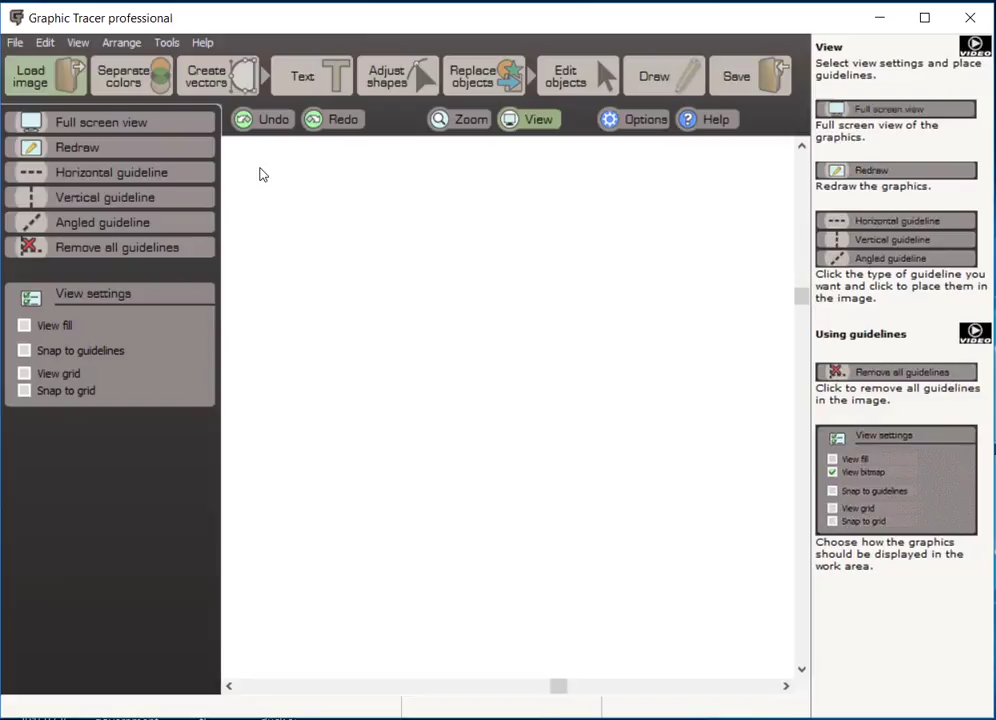 Graphic Tracer professional
File Edit View Arrange Tools Help
Load image
Separate colors
Create vectors
Text
Adjust shapes
Replace objects
Edit objects
Draw
Save
Undo
Redo
Zoom
View
Options
Help
Full screen view
Redraw
Horizontal guideline
Vertical guideline
Angled guideline
Remove all guidelines
View settings
View fill
Snap to guidelines
View grid
Snap to grid
View
VIDEO
Select view settings and place
guidelines.
Full screen view
Full screen view of the
graphics.
Redraw
Redraw the graphics.
Horizontal guideline
Vertical guideline
Angled guideline
Click the type of guideline you
want and click to place them in
the image.
Using guidelines
VIDEO
Remove all guidelines
Click to remove all guidelines
in the image.
View settings
View fill
View bitmap
Snap to guidelines
View grid
Snap to grid
Choose how the graphics
should be displayed in the
work area.